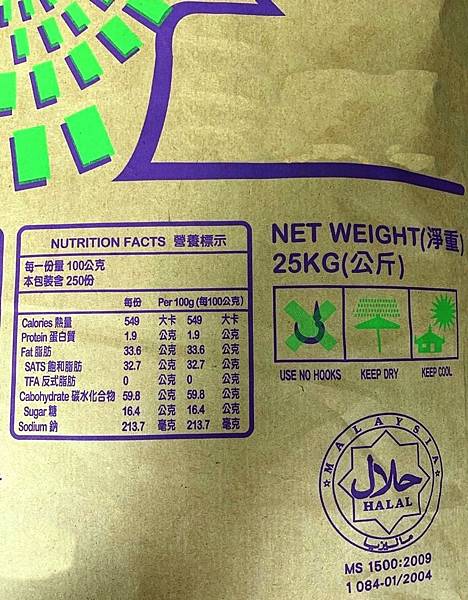 NUTRITION FACTS 營養標示
每一份量 100公克
本包裝含 250份
每份 Per 100g (每100公克)
Calories 熱量 549 大卡 549 大卡
Protein 蛋白質 1.9 公克 1.9 公克
Fat 脂肪 33.6 公克 33.6 公克
SATS 飽和脂肪 32.7 公克 32.7 公克
TFA 反式脂肪 0 公克 0 公克
Cabohydrate 碳水化合物 59.8 公克 59.8 公克
Sugar 糖 16.4 公克 16.4 公克
Sodium 鈉 213.7 毫克 213.7 毫克
NET WEIGHT(淨重)
25KG(公斤)
USE NO HOOKS KEEP DRY KEEP COOL
MALAYSIA
حلال
HALAL
ماليزيا
MS 1500:2009
1 084-01/2004